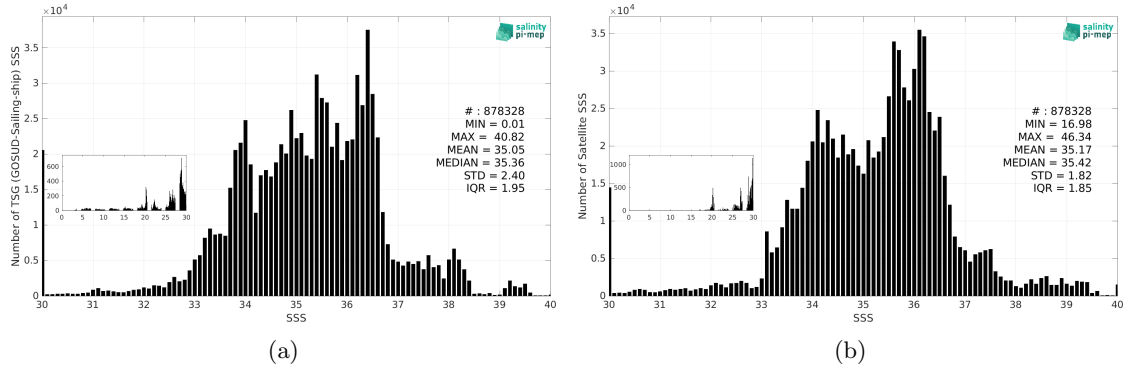 ×10^4
3.5
3
2.5
2
1.5
1
0.5
0
Number of TSG (GOSUD-Sailing-ship) SSS
salinity
pi-mep
# : 878328
MIN = 0.01
MAX = 40.82
MEAN = 35.05
MEDIAN = 35.36
STD = 2.40
IQR = 1.95
600
400
200
0
0 5 10 15 20 25 30
30 31 32 33 34 35 36 37 38 39 40
SSS
(a)
×10^4
3.5
3
2.5
2
1.5
1
0.5
0
Number of Satellite SSS
salinity
pi-mep
# : 878328
MIN = 16.98
MAX = 46.34
MEAN = 35.17
MEDIAN = 35.42
STD = 1.82
IQR = 1.85
1000
500
0
0 5 10 15 20 25 30
30 31 32 33 34 35 36 37 38 39 40
SSS
(b)